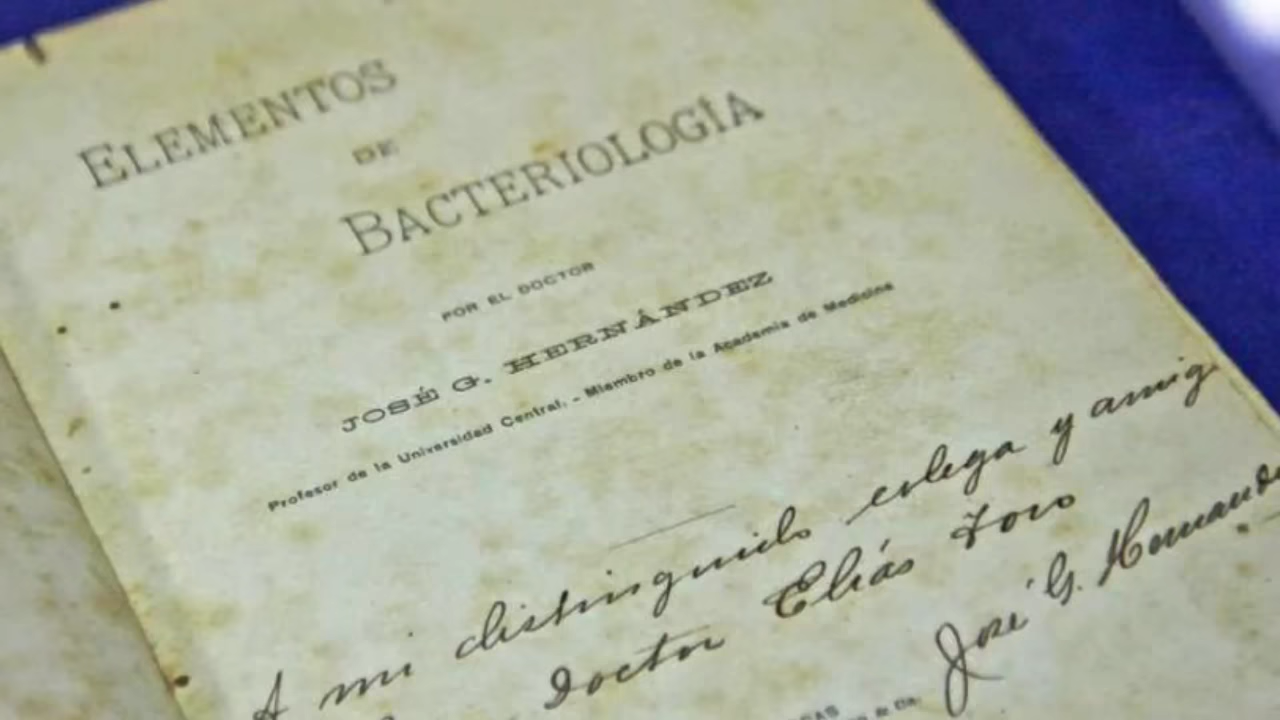 ELEMENTOS
DE
BACTERIOLOGÍA
POR EL DOCTOR
JOSÉ G. HERNÁNDEZ
Profesor de la Universidad Central. - Miembro de la Academia de Medicina
A mi distinguido colega y amig
Doctor Elías Toro
José G. Hernánde